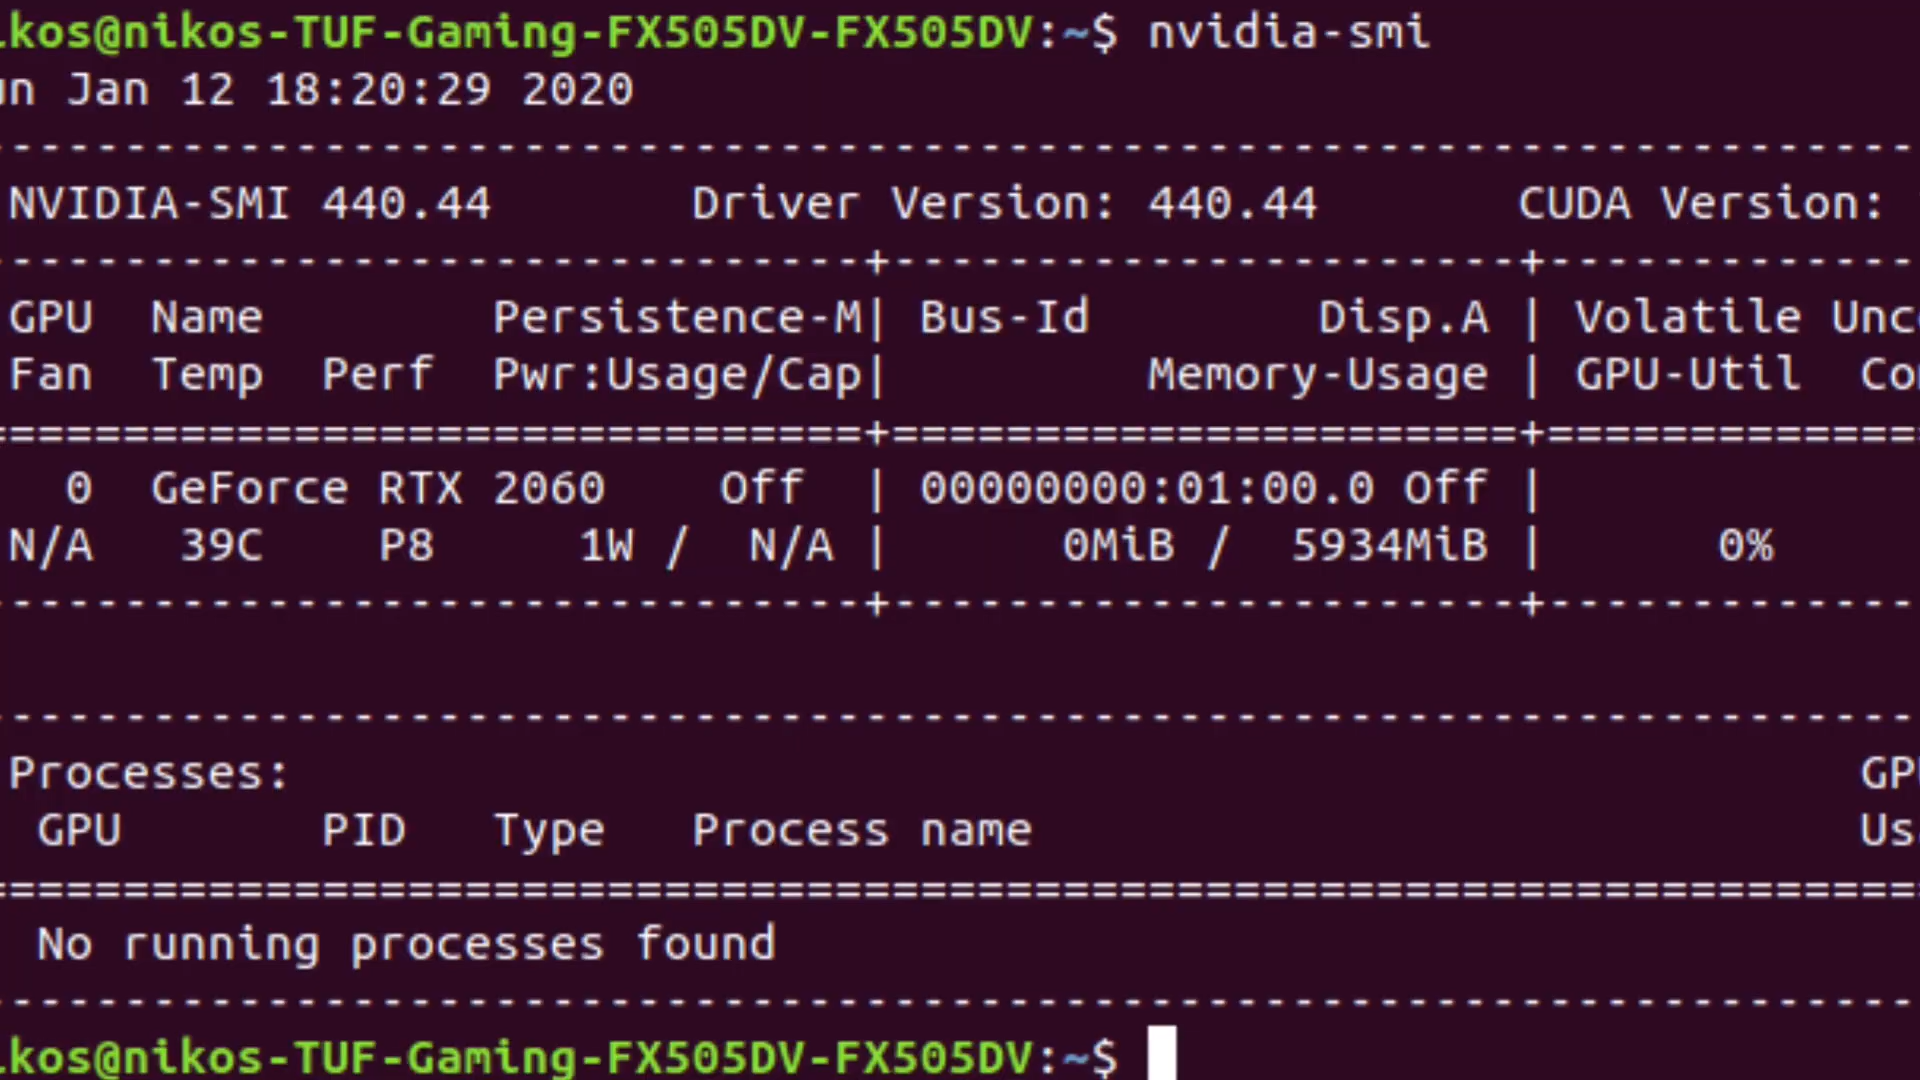 kos@nikos-TUF-Gaming-FX505DV-FX505DV:~$ nvidia-smi
un Jan 12 18:20:29 2020
NVIDIA-SMI 440.44 Driver Version: 440.44 CUDA Version:
GPU Name Persistence-M| Bus-Id Disp.A | Volatile Unc
Fan Temp Perf Pwr:Usage/Cap| Memory-Usage | GPU-Util Co
0 GeForce RTX 2060 Off | 00000000:01:00.0 Off |
N/A 39C P8 1W / N/A | 0MiB / 5934MiB | 0%
Processes: GP
GPU PID Type Process name Us
No running processes found
kos@nikos-TUF-Gaming-FX505DV-FX505DV:~$